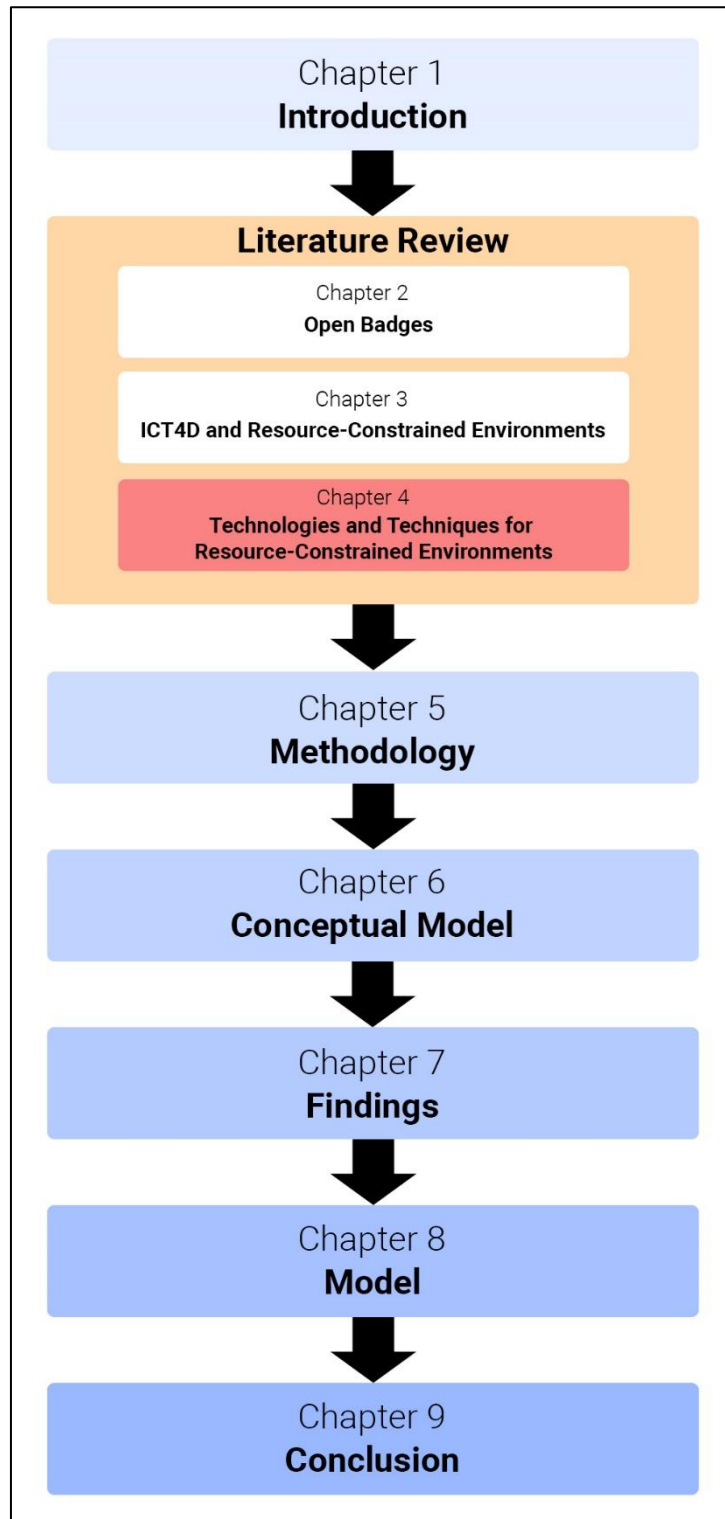 Chapter 1
Introduction
Literature Review
Chapter 2
Open Badges
Chapter 3
ICT4D and Resource-Constrained Environments
Chapter 4
Technologies and Techniques for
Resource-Constrained Environments
Chapter 5
Methodology
Chapter 6
Conceptual Model
Chapter 7
Findings
Chapter 8
Model
Chapter 9
Conclusion